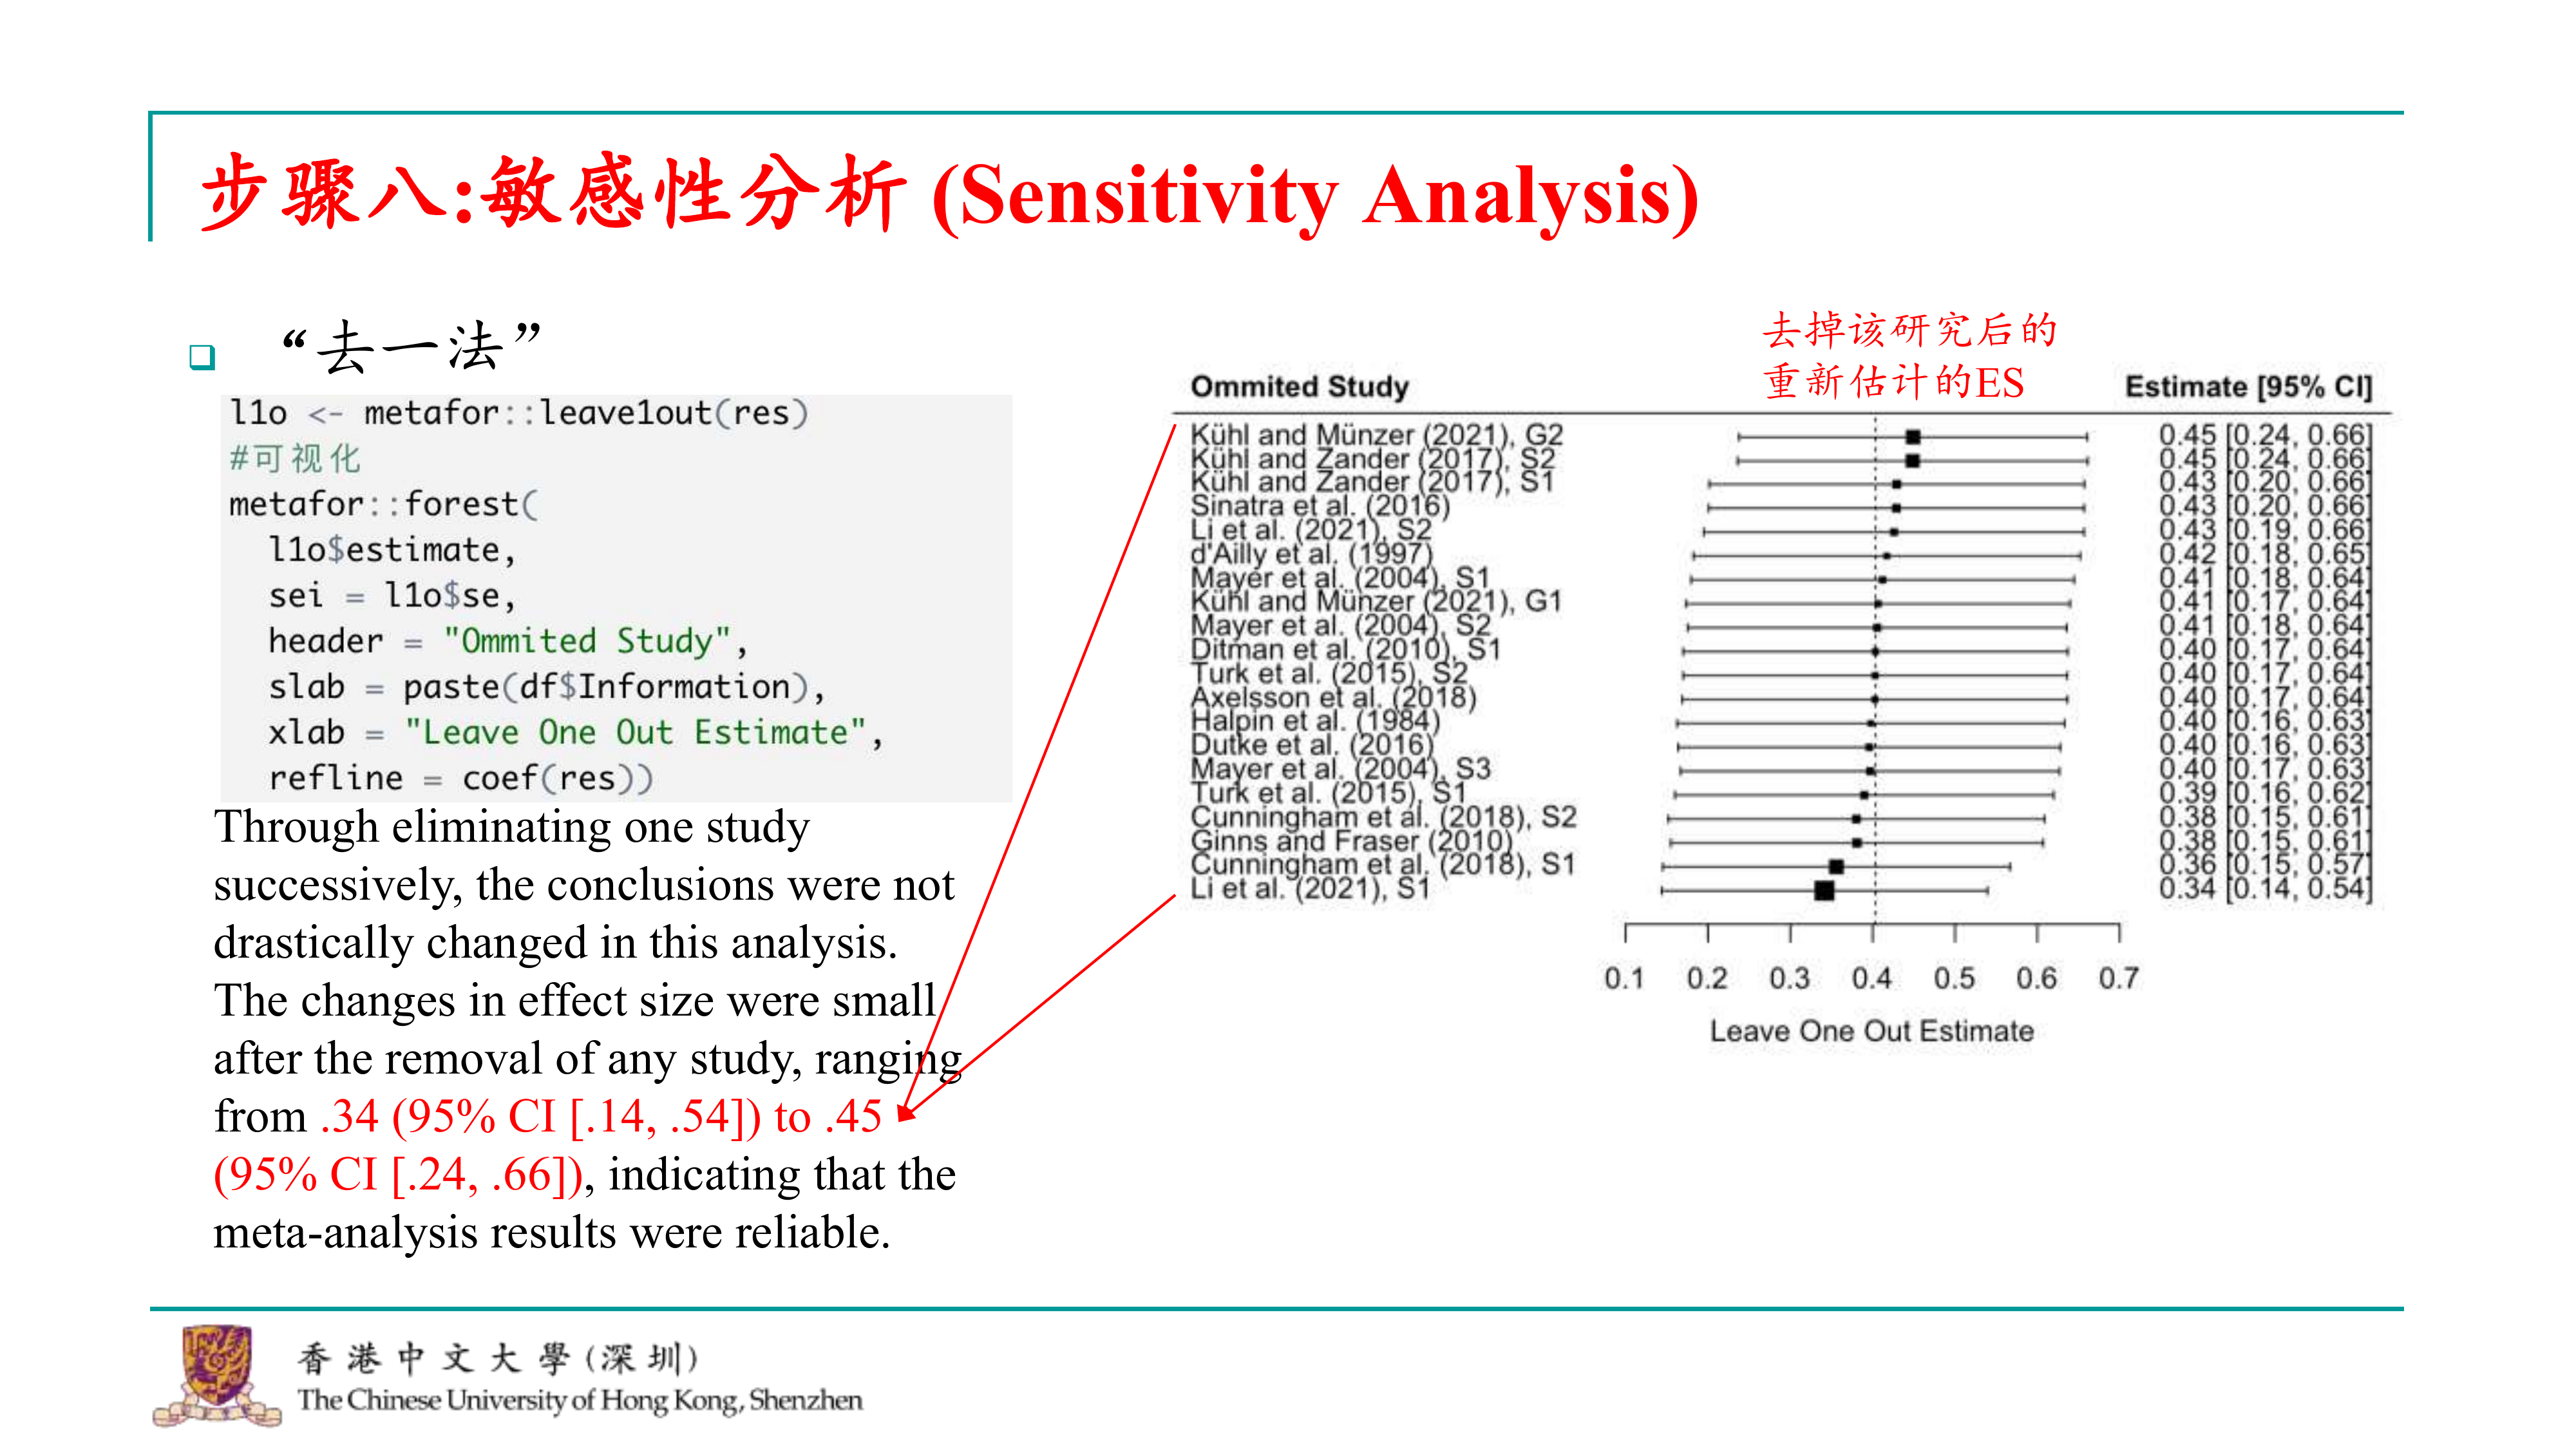 步骤八:敏感性分析 (Sensitivity Analysis)
“去一法”
l1o <- metafor::leave1out(res)
#可视化
metafor::forest(
l1o$estimate,
sei = l1o$se,
header = "Ommited Study",
slab = paste(df$Information),
xlab = "Leave One Out Estimate",
refline = coef(res))
Through eliminating one study
successively, the conclusions were not
drastically changed in this analysis.
The changes in effect size were small
after the removal of any study, ranging
from .34 (95% CI [.14, .54]) to .45
(95% CI [.24, .66]), indicating that the
meta-analysis results were reliable.
去掉该研究后的
重新估计的ES
Ommited Study Estimate [95% CI]
Kühl and Münzer (2021), G2 0.45 [0.24, 0.66]
Kühl and Zander (2017), S2 0.45 [0.24, 0.66]
Kühl and Zander (2017), S1 0.43 [0.20, 0.66]
Sinatra et al. (2016) 0.43 [0.20, 0.66]
Li et al. (2021), S2 0.43 [0.19, 0.66]
d'Ailly et al. (1997) 0.42 [0.18, 0.65]
Mayer et al. (2004), S1 0.41 [0.18, 0.64]
Kühl and Münzer (2021), G1 0.41 [0.17, 0.64]
Mayer et al. (2004), S2 0.41 [0.18, 0.64]
Ditman et al. (2010), S1 0.40 [0.17, 0.64]
Turk et al. (2015), S2 0.40 [0.17, 0.64]
Axelsson et al. (2018) 0.40 [0.17, 0.64]
Halpin et al. (1984) 0.40 [0.16, 0.63]
Dutke et al. (2016) 0.40 [0.16, 0.63]
Mayer et al. (2004), S3 0.40 [0.17, 0.63]
Turk et al. (2015), S1 0.39 [0.16, 0.62]
Cunningham et al. (2018), S2 0.38 [0.15, 0.61]
Ginns and Fraser (2010) 0.38 [0.15, 0.61]
Cunningham et al. (2018), S1 0.36 [0.15, 0.57]
Li et al. (2021), S1 0.34 [0.14, 0.54]
0.1 0.2 0.3 0.4 0.5 0.6 0.7
Leave One Out Estimate
香港中文大學(深圳)
The Chinese University of Hong Kong, Shenzhen